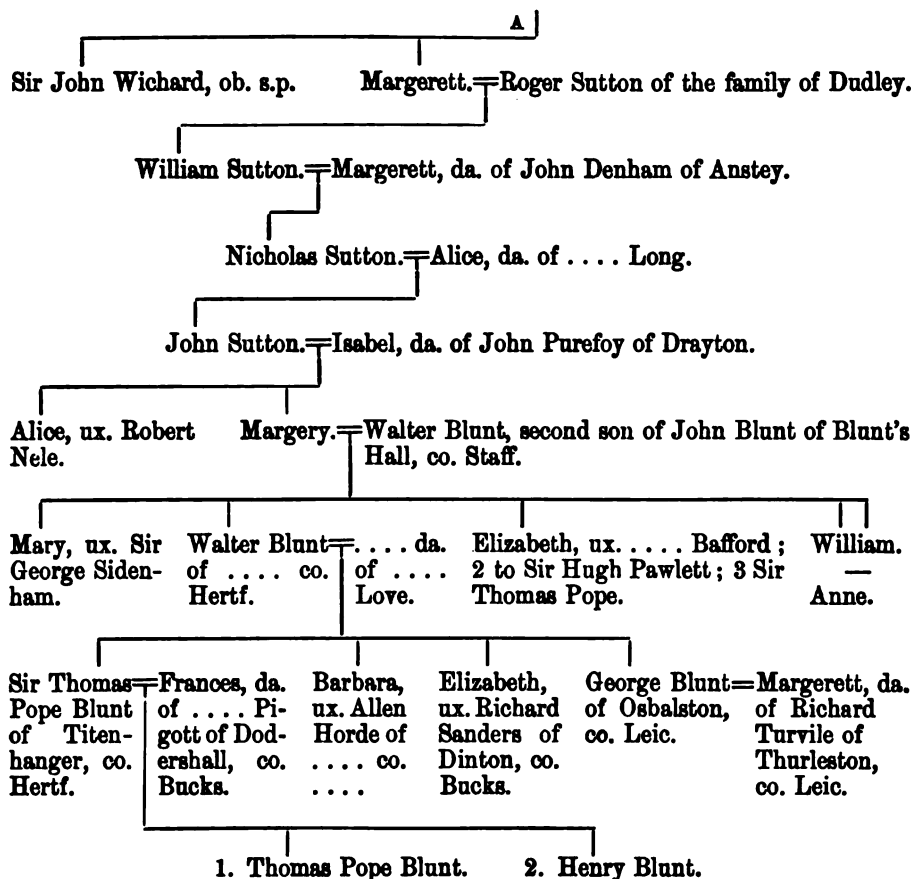 A
Sir John Wichard, ob. s.p. Margerett.=Roger Sutton of the family of Dudley.
William Sutton.=Margerett, da. of John Denham of Anstey.
Nicholas Sutton.=Alice, da. of . . . . Long.
John Sutton.=Isabel, da. of John Purefoy of Drayton.
Alice, ux. Robert
Nele.
Margery.=Walter Blunt, second son of John Blunt of Blunt's
Hall, co. Staff.
Mary, ux. Sir
George Siden-
ham.
Walter Blunt=
of . . . . co.
Hertf.
. . . . da.
of . . . .
Love.
Elizabeth, ux. . . . . . Bafford ;
2 to Sir Hugh Pawlett ; 3 Sir
Thomas Pope.
William.
—
Anne.
Sir Thomas=
Pope Blunt
of Titen-
hanger, co.
Hertf.
Frances, da.
of . . . . Pi-
gott of Dod-
ershall, co.
Bucks.
Barbara,
ux. Allen
Horde of
. . . . co.
. . . .
Elizabeth,
ux. Richard
Sanders of
Dinton, co.
Bucks.
George Blunt=
of Osbalston,
co. Leic.
Margerett, da.
of Richard
Turvile of
Thurleston,
co. Leic.
1. Thomas Pope Blunt. 2. Henry Blunt.